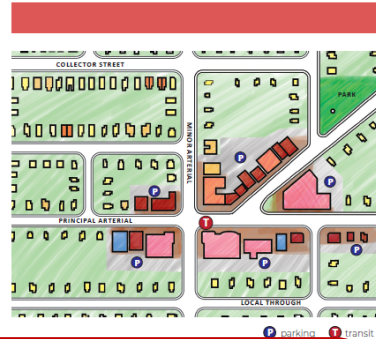 COLLECTOR STREET
PARK
MINOR ARTERIAL
P
P
P
PRINCIPAL ARTERIAL
T
P
P
P
LOCAL THROUGH
P parking T transit